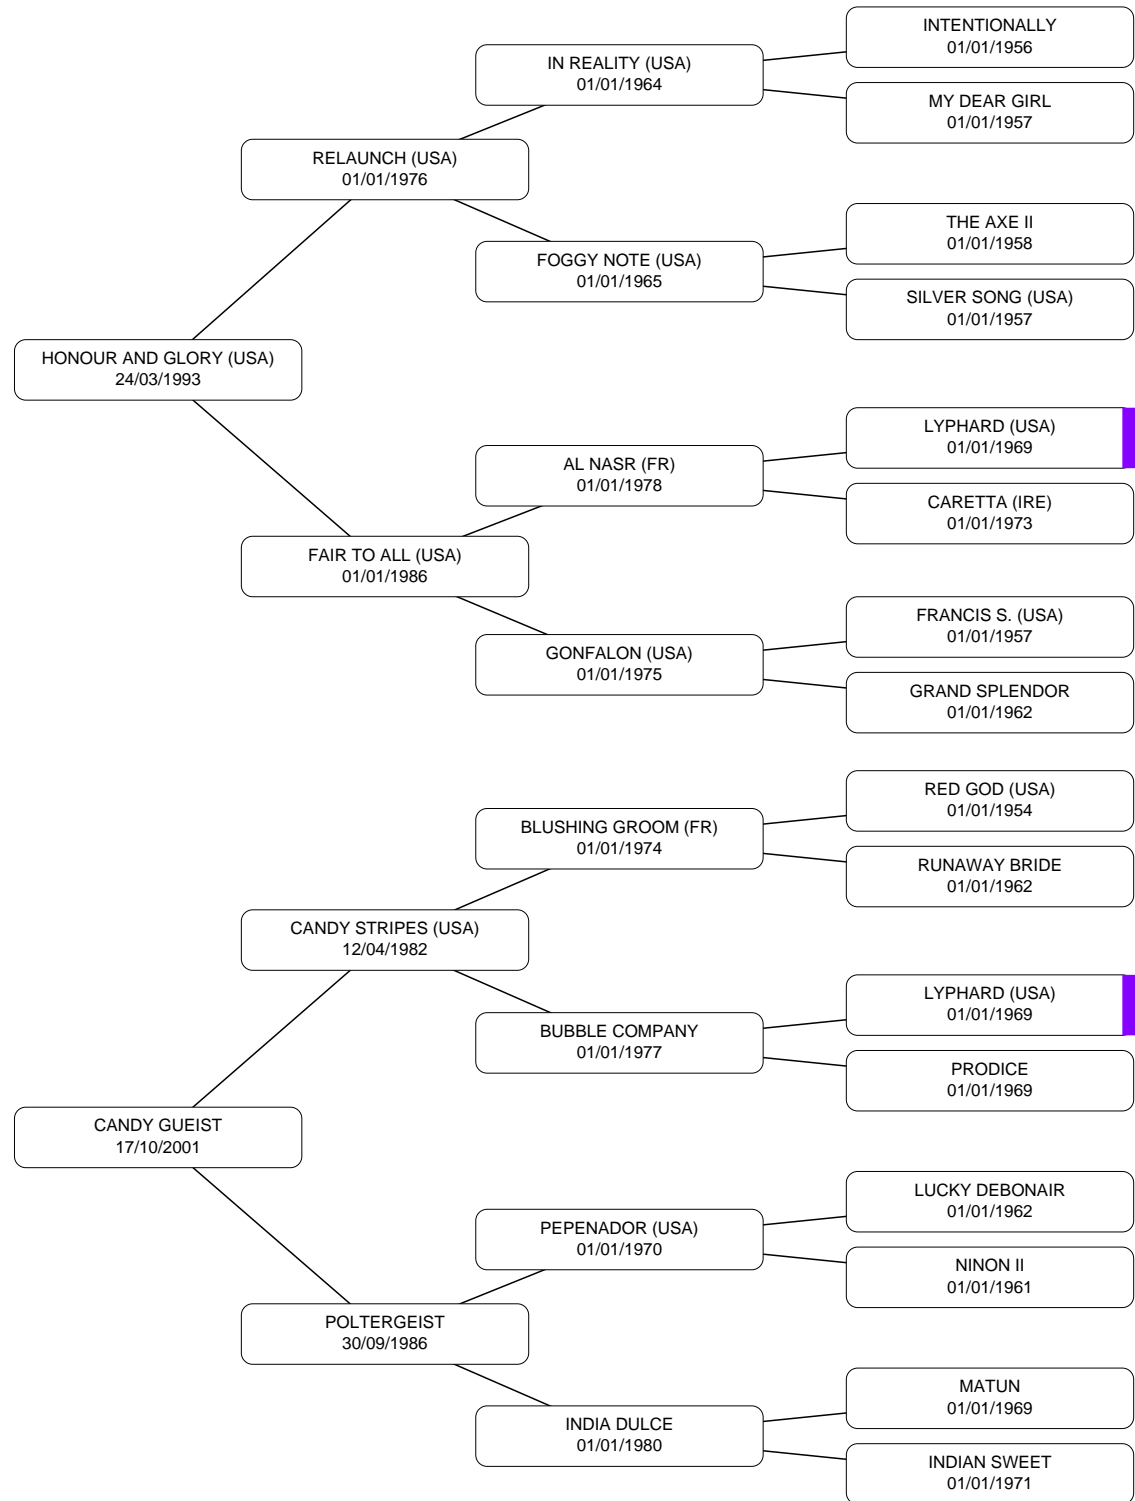 INTENTIONALLY
01/01/1956
IN REALITY (USA)
01/01/1964
MY DEAR GIRL
01/01/1957
RELAUNCH (USA)
01/01/1976
THE AXE II
01/01/1958
FOGGY NOTE (USA)
01/01/1965
SILVER SONG (USA)
01/01/1957
HONOUR AND GLORY (USA)
24/03/1993
LYPHARD (USA)
01/01/1969
AL NASR (FR)
01/01/1978
CARETTA (IRE)
01/01/1973
FAIR TO ALL (USA)
01/01/1986
FRANCIS S. (USA)
01/01/1957
GONFALON (USA)
01/01/1975
GRAND SPLENDOR
01/01/1962
RED GOD (USA)
01/01/1954
BLUSHING GROOM (FR)
01/01/1974
RUNAWAY BRIDE
01/01/1962
CANDY STRIPES (USA)
12/04/1982
LYPHARD (USA)
01/01/1969
BUBBLE COMPANY
01/01/1977
PRODICE
01/01/1969
CANDY GUEIST
17/10/2001
LUCKY DEBONAIR
01/01/1962
PEPENADOR (USA)
01/01/1970
NINON II
01/01/1961
POLTERGEIST
30/09/1986
MATUN
01/01/1969
INDIA DULCE
01/01/1980
INDIAN SWEET
01/01/1971